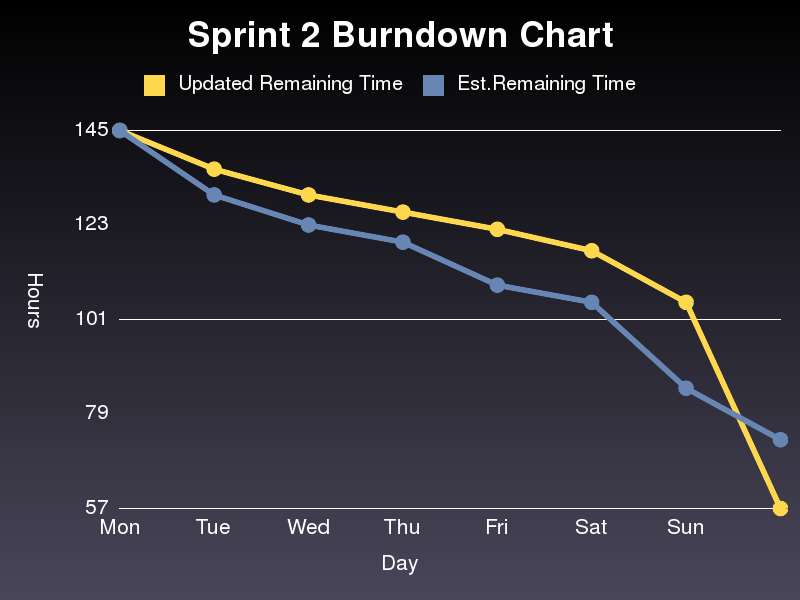 Sprint 2 Burndown Chart
Updated Remaining Time
Est.Remaining Time
145
123
101
79
57
Hours
Mon Tue Wed Thu Fri Sat Sun
Day